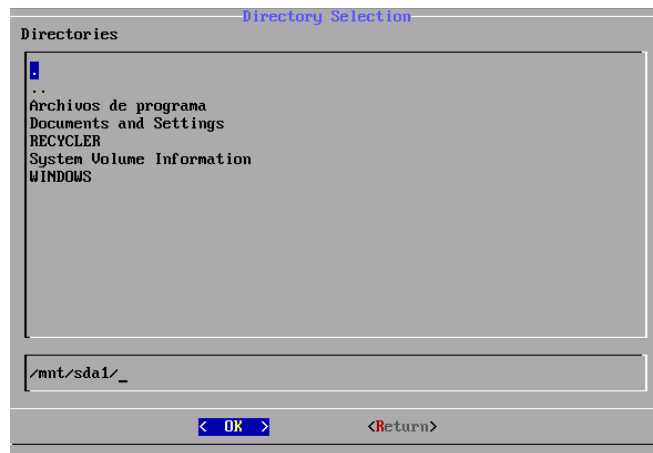 Directory Selection
Directories
.
..
Archivos de programa
Documents and Settings
RECYCLER
System Volume Information
WINDOWS
/mnt/sda1/_
< OK > <Return>